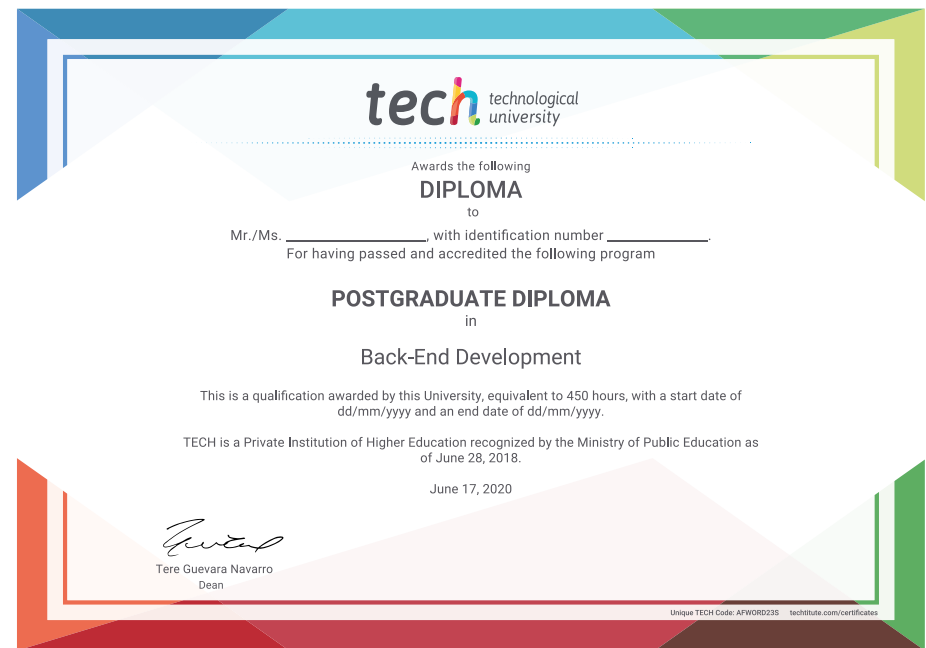 tech technological
university
Awards the following
DIPLOMA
to
Mr./Ms. ____________________, with identification number ______________.
For having passed and accredited the following program
POSTGRADUATE DIPLOMA
in
Back-End Development
This is a qualification awarded by this University, equivalent to 450 hours, with a start date of
dd/mm/yyyy and an end date of dd/mm/yyyy.
TECH is a Private Institution of Higher Education recognized by the Ministry of Public Education as
of June 28, 2018.
June 17, 2020
Tere Guevara Navarro
Dean
Unique TECH Code: AFWORD23S techtitute.com/certificates